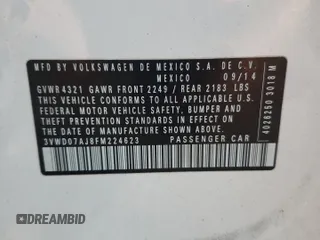 MFD BY VOLKSWAGEN DE MEXICO S.A. DE C.V.
MEXICO 09/14
GVWR 4321 GAWR FRONT 2249 / REAR 2183 LBS
THIS VEHICLE CONFORMS TO ALL APPLICABLE U.S.
FEDERAL MOTOR VEHICLE SAFETY, BUMPER AND
THEFT PREVENTION STANDARDS IN EFFECT ON THE
DATE OF MANUFACTURE SHOWN ABOVE.
3VWD07AJ8FM224623 PASSENGER CAR
4026250 3018 M
3BIDAMID